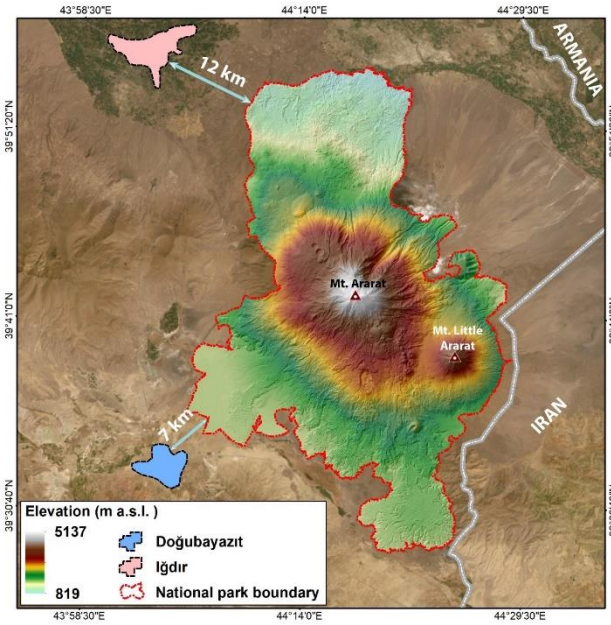 43°58'30"E
44°14'0"E
44°29'30"E
12 km
ARMANIA
39°51'20"N
Mt. Ararat
39°41'0"N
Mt. Little
Ararat
IRAN
7 km
39°30'40"N
Elevation (m a.s.l. )
5137
819
Doğubayazıt
Iğdır
National park boundary
43°58'30"E
44°14'0"E
44°29'30"E